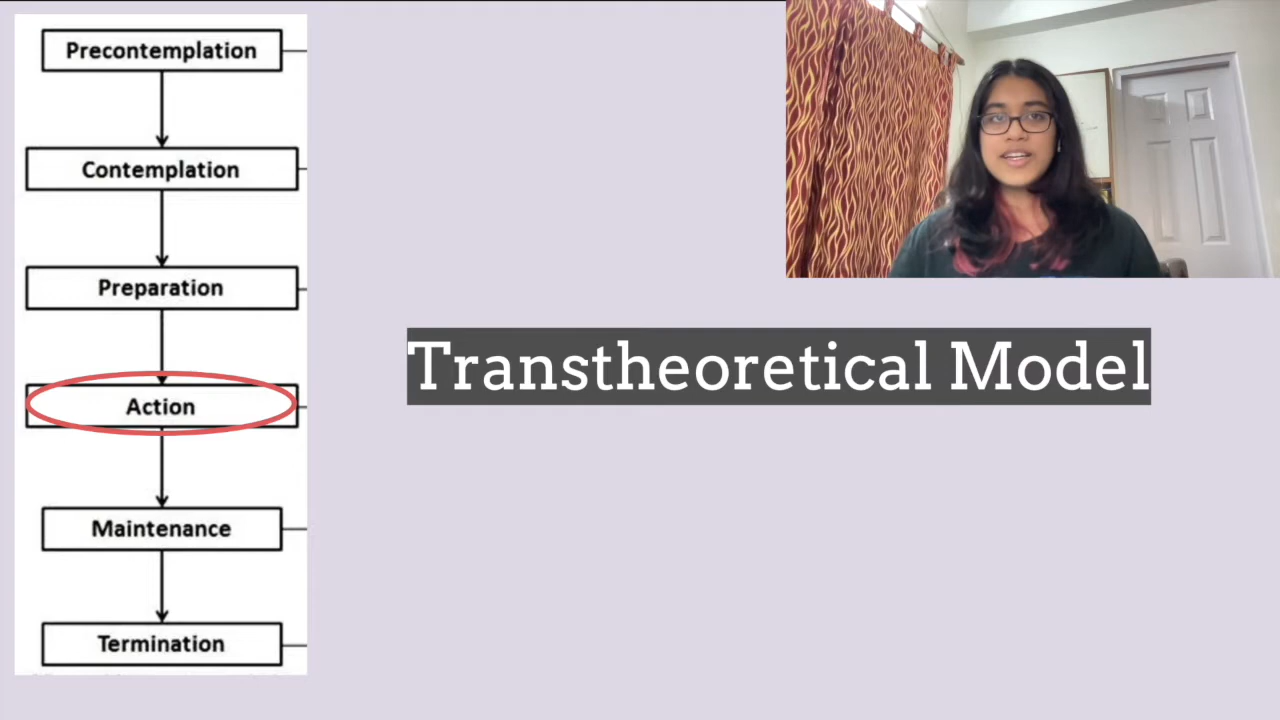 Precontemplation
Contemplation
Preparation
Action
Maintenance
Termination
Transtheoretical Model